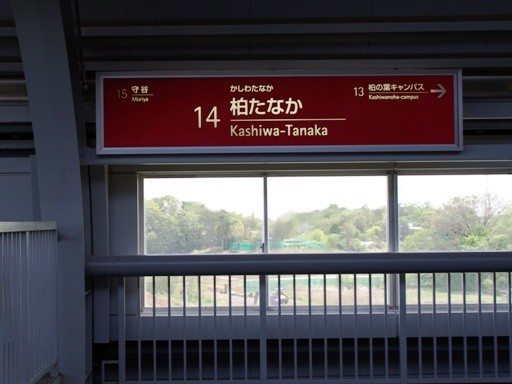 15 守谷
Moriya
かしわたなか
14 柏たなか
Kashiwa-Tanaka
13 柏の葉キャンパス
Kashiwanoha-campus